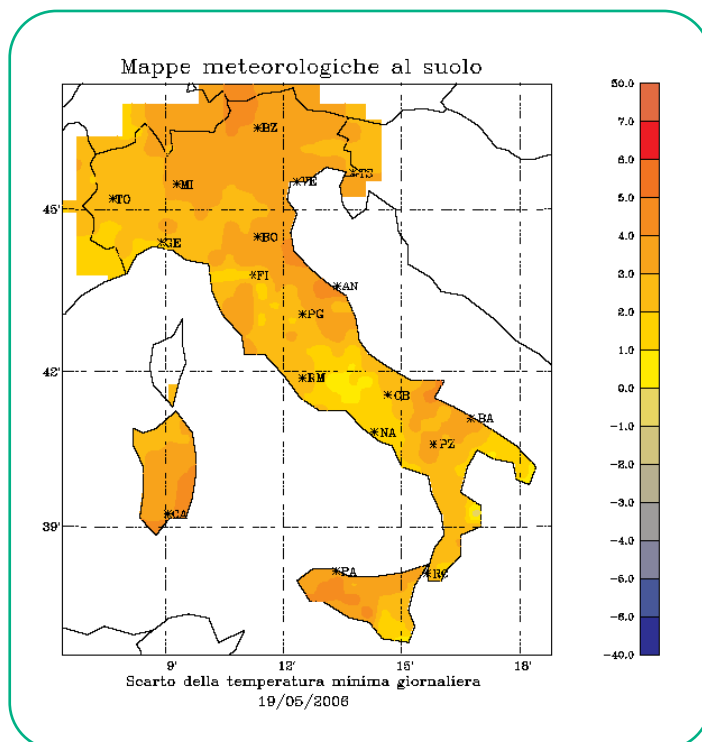 Mappe meteorologiche al suolo
50.0
7.0
6.0
5.0
4.0
3.0
2.0
1.0
0.0
-1.0
-2.0
-3.0
-4.0
-6.0
-6.0
-40.0
*BZ
*MI
*VE
*TS
*TO
45'
*GE
*BO
*FI
*AN
*PG
42'
*RM
*CB
*BA
*NA
*PZ
39'
*CA
*PA
*RC
9'
12'
15'
18'
Scarto della temperatura minima giornaliera
19/05/2006